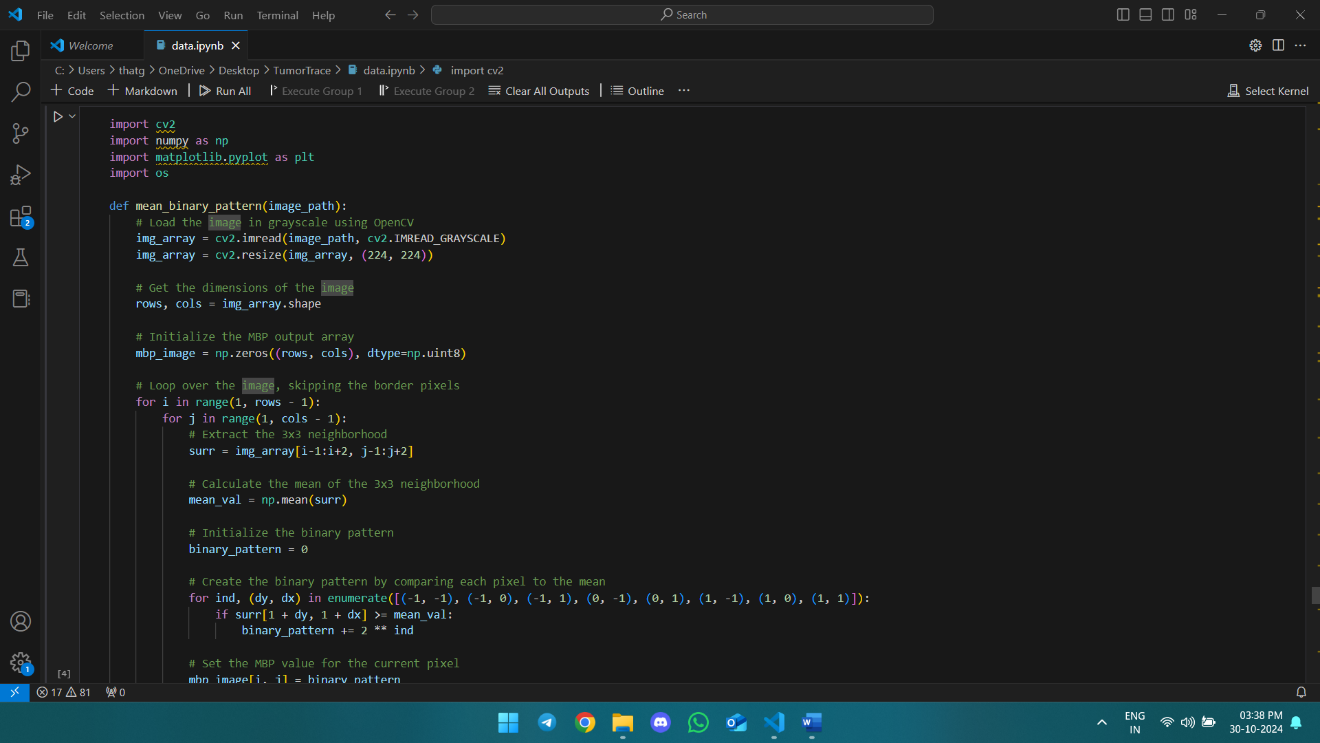 File Edit Selection View Go Run Terminal Help
Search
Welcome
data.ipynb
C: > Users > thatg > OneDrive > Desktop > TumorTrace > data.ipynb > import cv2
+ Code + Markdown | Run All Execute Group 1 Execute Group 2 Clear All Outputs | Outline ...
Select Kernel
import cv2
import numpy as np
import matplotlib.pyplot as plt
import os
def mean_binary_pattern(image_path):
# Load the image in grayscale using OpenCV
img_array = cv2.imread(image_path, cv2.IMREAD_GRAYSCALE)
img_array = cv2.resize(img_array, (224, 224))
# Get the dimensions of the image
rows, cols = img_array.shape
# Initialize the MBP output array
mbp_image = np.zeros((rows, cols), dtype=np.uint8)
# Loop over the image, skipping the border pixels
for i in range(1, rows - 1):
for j in range(1, cols - 1):
# Extract the 3x3 neighborhood
surr = img_array[i-1:i+2, j-1:j+2]
# Calculate the mean of the 3x3 neighborhood
mean_val = np.mean(surr)
# Initialize the binary pattern
binary_pattern = 0
# Create the binary pattern by comparing each pixel to the mean
for ind, (dy, dx) in enumerate([(-1, -1), (-1, 0), (-1, 1), (0, -1), (0, 1), (1, -1), (1, 0), (1, 1)]):
if surr[1 + dy, 1 + dx] >= mean_val:
binary_pattern += 2 ** ind
# Set the MBP value for the current pixel
mbp_image[i, j] = binary_pattern
[4]
2
1
17 81 0
ENG
IN
03:38 PM
30-10-2024